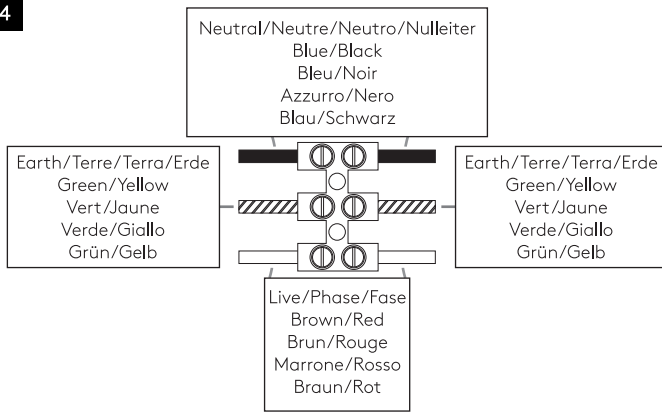 4
Neutral/Neutre/Neutro/Nulleiter
Blue/Black
Bleu/Noir
Azzurro/Nero
Blau/Schwarz
Earth/Terre/Terra/Erde
Green/Yellow
Vert/Jaune
Verde/Giallo
Grün/Gelb
Earth/Terre/Terra/Erde
Green/Yellow
Vert/Jaune
Verde/Giallo
Grün/Gelb
Live/Phase/Fase
Brown/Red
Brun/Rouge
Marrone/Rosso
Braun/Rot